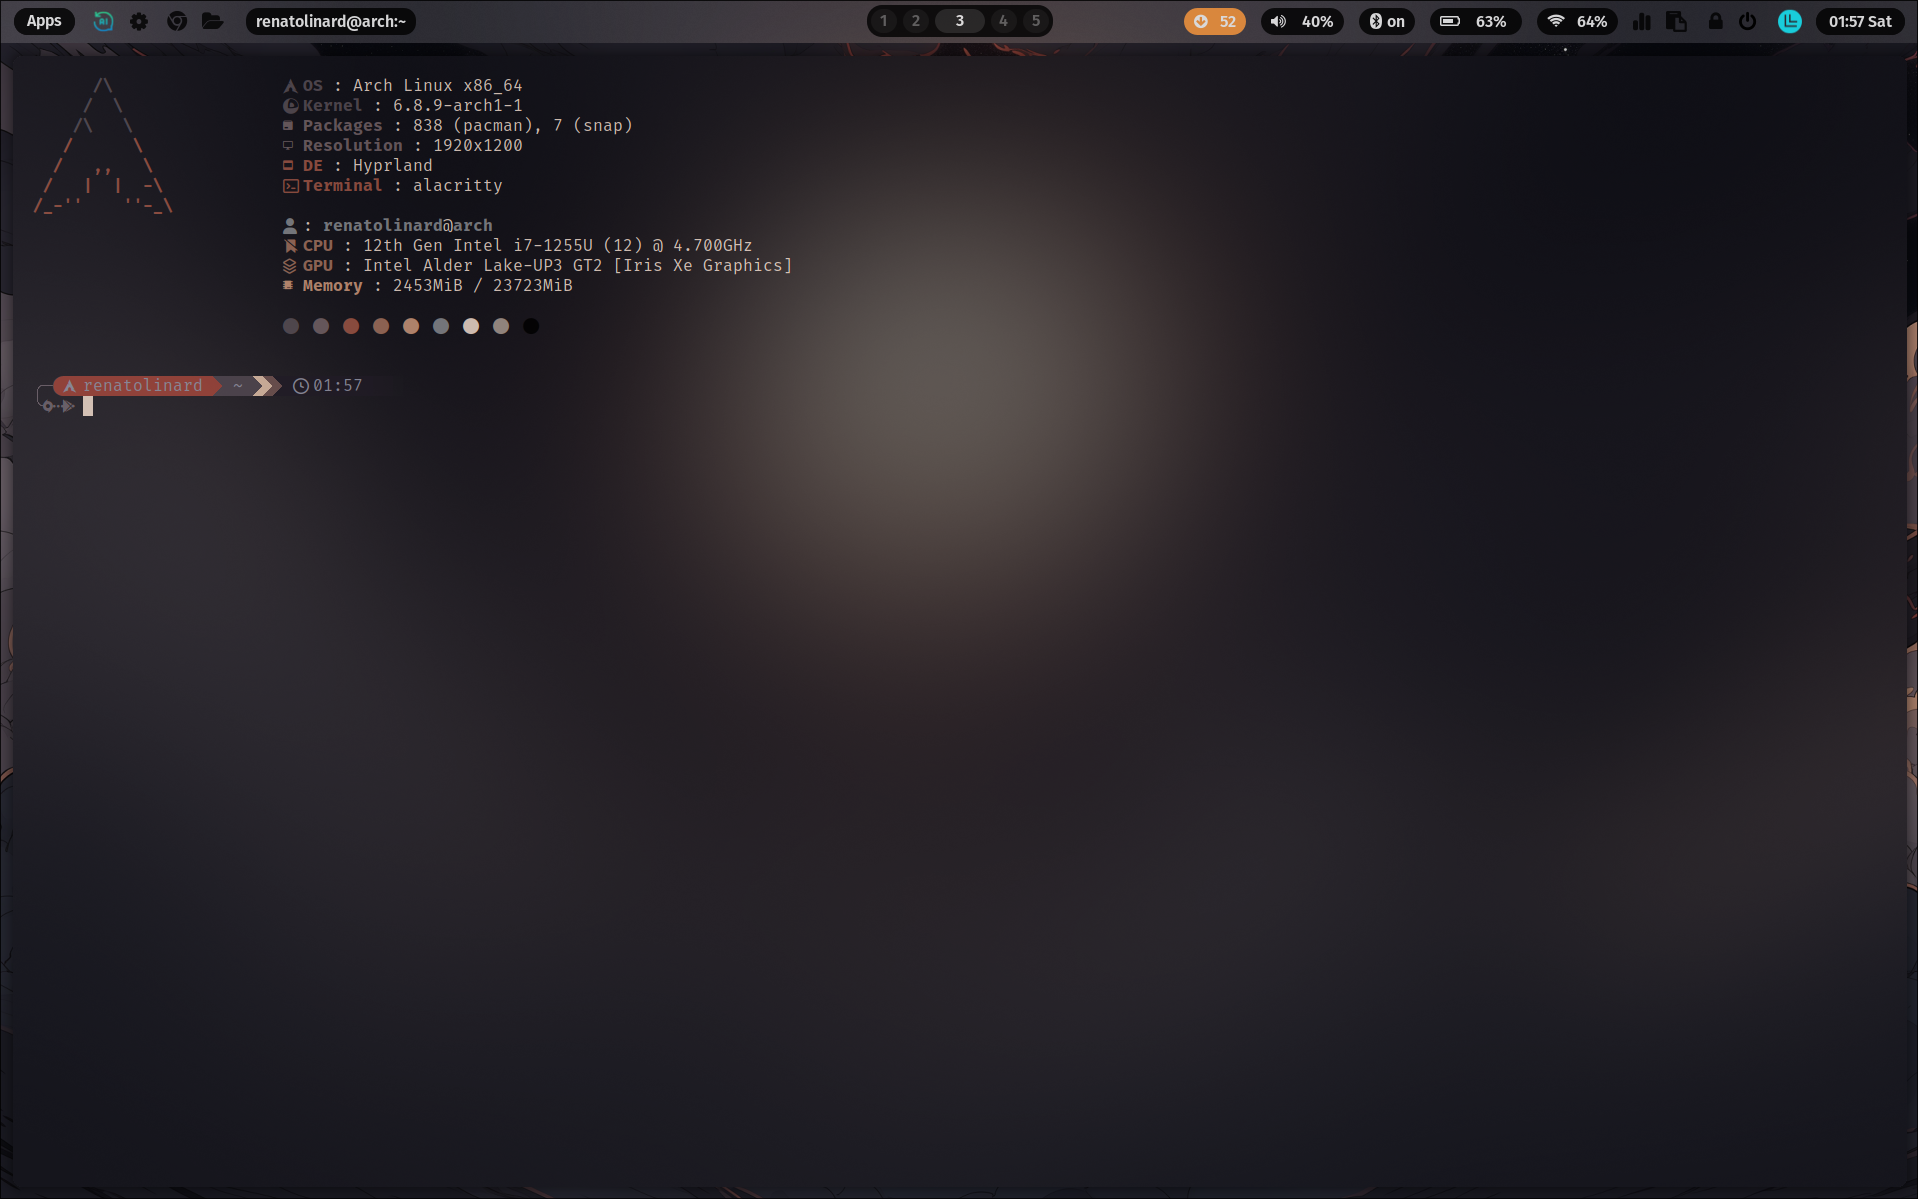 Apps AI renatolinard@arch:~ 1 2 3 4 5 52 40% on 63% 64% 01:57 Sat
OS : Arch Linux x86_64
Kernel : 6.8.9-arch1-1
Packages : 838 (pacman), 7 (snap)
Resolution : 1920x1200
DE : Hyprland
Terminal : alacritty
: renatolinard@arch
CPU : 12th Gen Intel i7-1255U (12) @ 4.700GHz
GPU : Intel Alder Lake-UP3 GT2 [Iris Xe Graphics]
Memory : 2453MiB / 23723MiB
renatolinard ~ 01:57